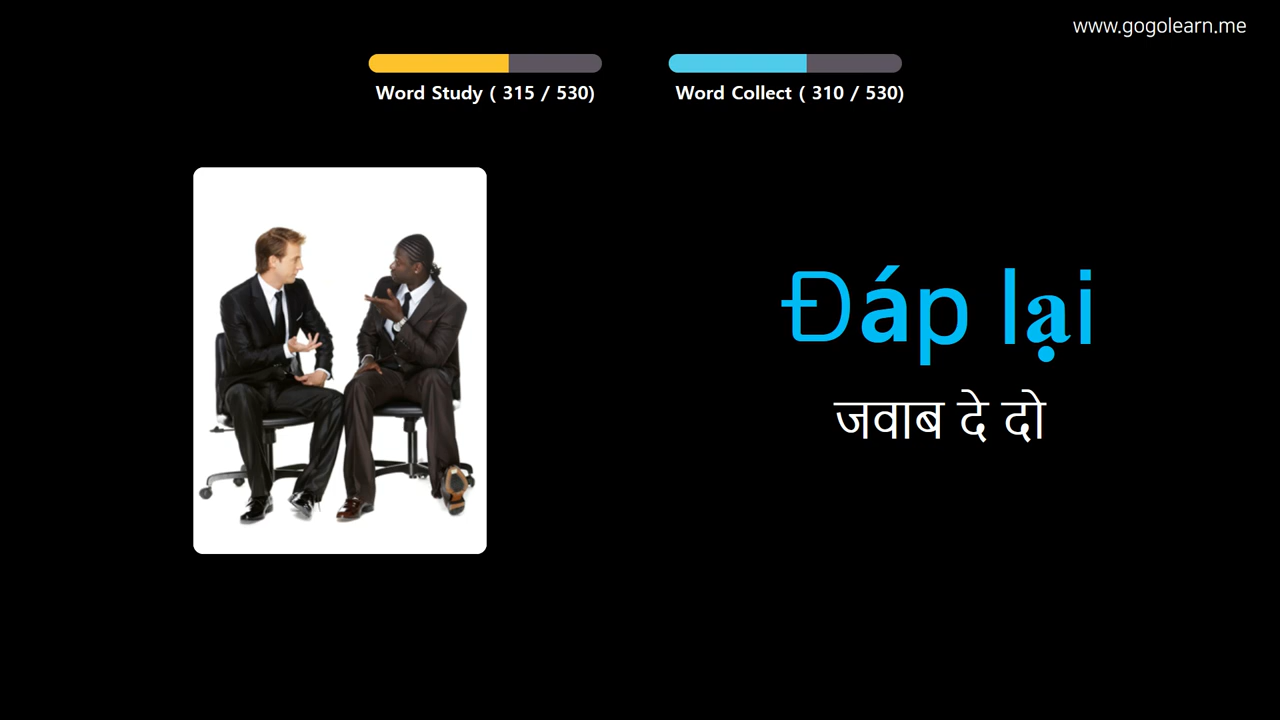 www.gogolearn.me
Word Study ( 315 / 530)
Word Collect ( 310 / 530)
Đáp lại
जवाब दे दो